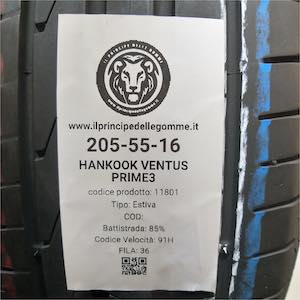 IL PRINCIPE DELLE GOMME
www.ilprincipedellegomme.it
205-55-16
HANKOOK VENTUS
PRIME3
codice prodotto: 11801
Tipo: Estiva
COD:
Battistrada: 85%
Codice Velocità: 91H
FILA: 36